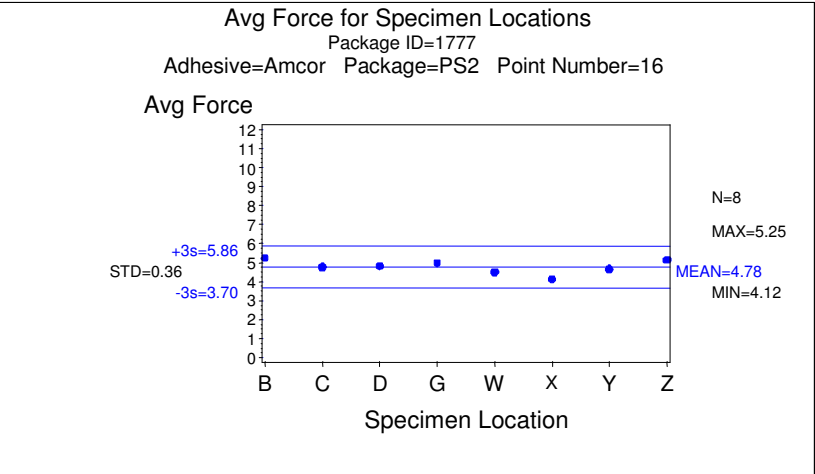 Avg Force for Specimen Locations
Package ID=1777
Adhesive=Amcor Package=PS2 Point Number=16
Avg Force
12
11
10
9
8
7
6
5
4
3
2
1
0
+3s=5.86
STD=0.36
-3s=3.70
N=8
MAX=5.25
MEAN=4.78
MIN=4.12
B C D G W X Y Z
Specimen Location